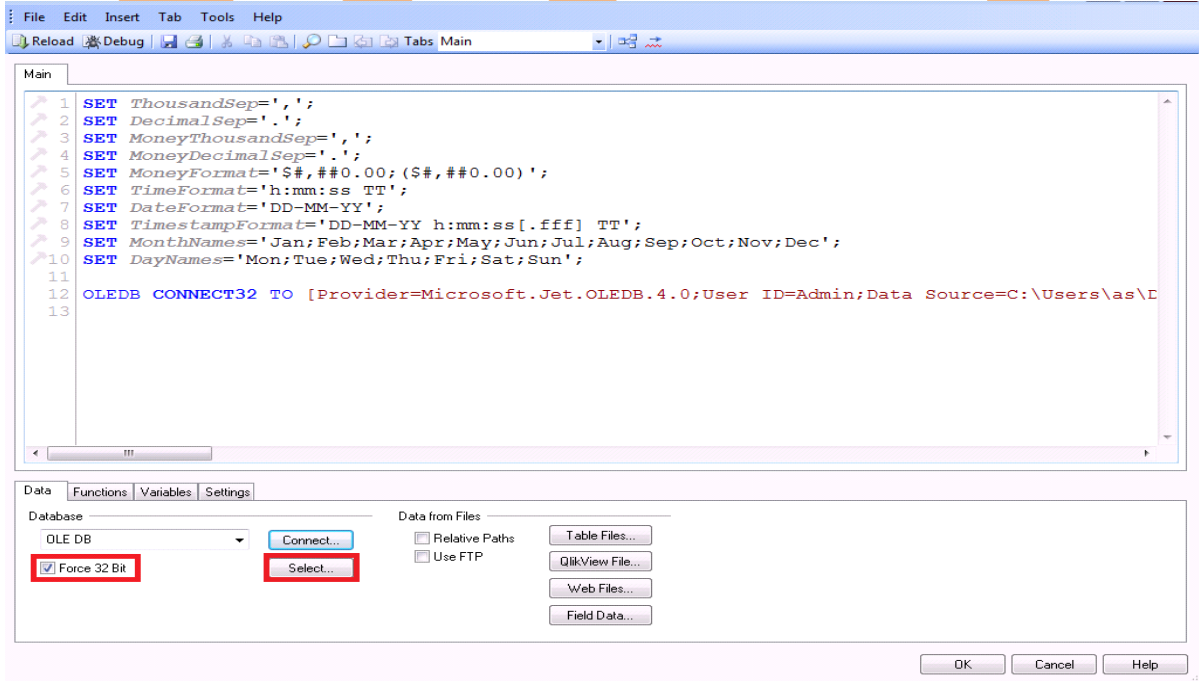 File Edit Insert Tab Tools Help
Reload Debug Tabs Main
Main
1 SET ThousandSep=',';
2 SET DecimalSep='.';
3 SET MoneyThousandSep=',';
4 SET MoneyDecimalSep='.';
5 SET MoneyFormat='$#,##0.00;($#,##0.00)';
6 SET TimeFormat='h:mm:ss TT';
7 SET DateFormat='DD-MM-YY';
8 SET TimestampFormat='DD-MM-YY h:mm:ss[.fff] TT';
9 SET MonthNames='Jan;Feb;Mar;Apr;May;Jun;Jul;Aug;Sep;Oct;Nov;Dec';
10 SET DayNames='Mon;Tue;Wed;Thu;Fri;Sat;Sun';
11
12 OLEDB CONNECT32 TO [Provider=Microsoft.Jet.OLEDB.4.0;User ID=Admin;Data Source=C:\Users\as\D
13
Data Functions Variables Settings
Database Data from Files
OLE DB Connect... Relative Paths Table Files...
Force 32 Bit Select... Use FTP QlikView File...
Web Files...
Field Data...
OK Cancel Help